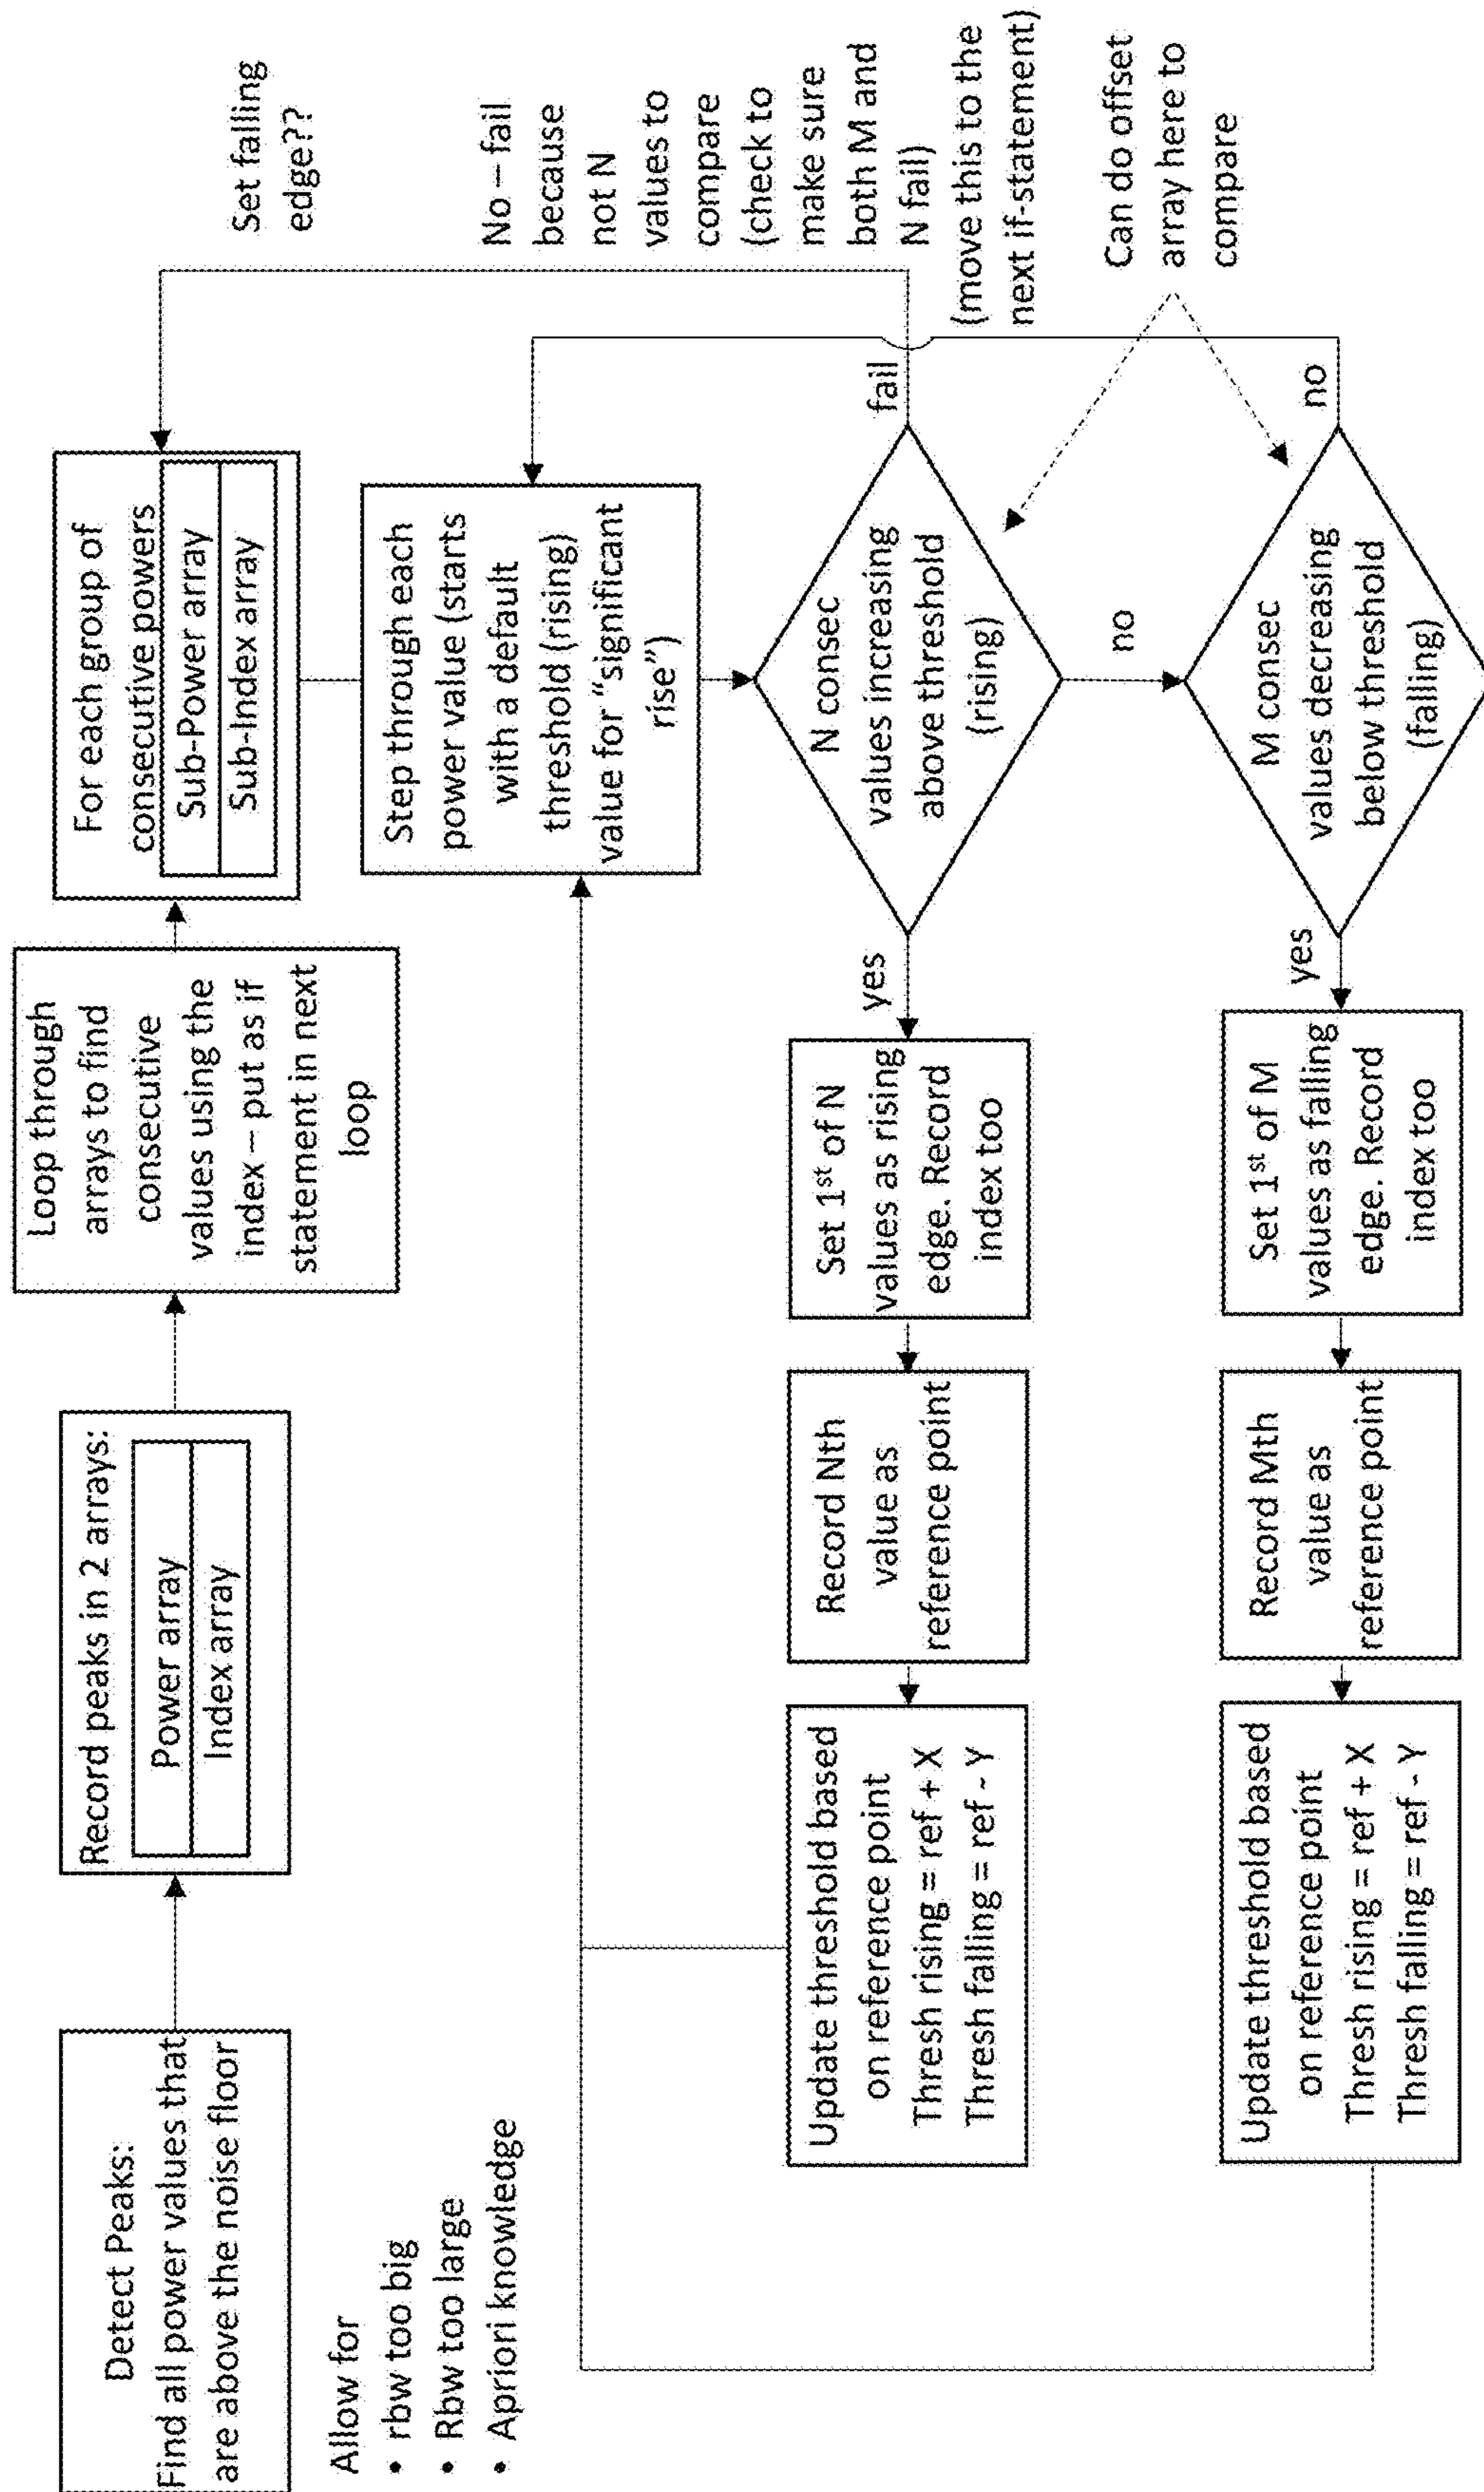 Detect Peaks:
Find all power values that
are above the noise floor
Allow for
• rbw too big
• Rbw too large
• Apriori knowledge
Record peaks in 2 arrays:
Power array
Index array
Loop through
arrays to find
consecutive
values using the
index – put as if
statement in next
loop
For each group of
consecutive powers
Sub-Power array
Sub-Index array
Set falling
edge??
Step through each
power value (starts
with a default
threshold (rising)
value for “significant
rise”)
No – fail
because
not N
values to
compare
(check to
make sure
both M and
N fail)
(move this to the
next if-statement)
N consec
values increasing
above threshold
(rising)
fail
yes
no
Can do offset
array here to
compare
Set 1st of N
values as rising
edge. Record
index too
Record Nth
value as
reference point
Update threshold based
on reference point
Thresh rising = ref + X
Thresh falling = ref - Y
M consec
values decreasing
below threshold
(falling)
no
yes
Set 1st of M
values as falling
edge. Record
index too
Record Mth
value as
reference point
Update threshold based
on reference point
Thresh rising = ref + X
Thresh falling = ref - Y